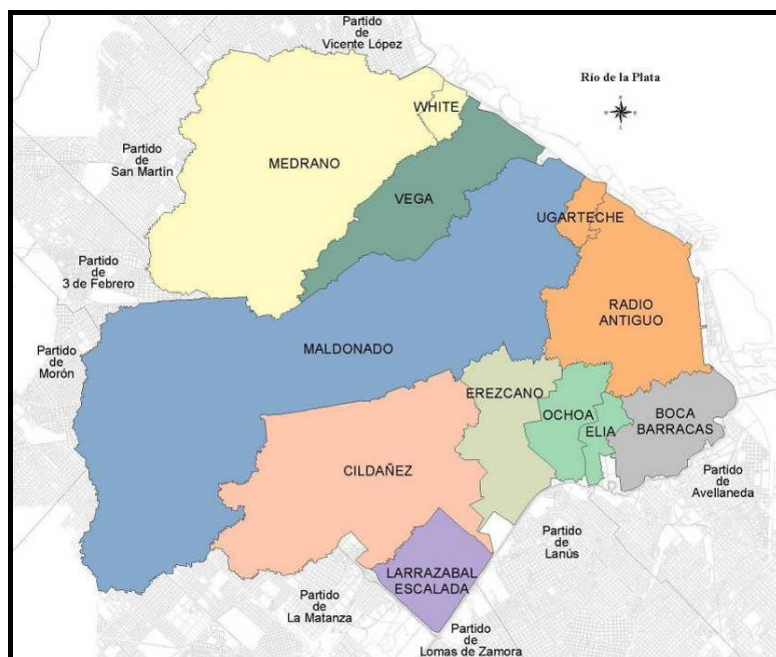 Partido
de
Vicente López
Río de la Plata
WHITE
Partido
de
San Martín
MEDRANO
VEGA
UGARTECHE
Partido
de
3 de Febrero
RADIO
ANTIGUO
MALDONADO
Partido
de
Morón
EREZCANO
OCHOA
ELIA
BOCA
BARRACAS
CILDAÑEZ
Partido
de
Avellaneda
Partido
de
Lanús
LARRAZABAL
ESCALADA
Partido
de
La Matanza
Partido
de
Lomas de Zamora